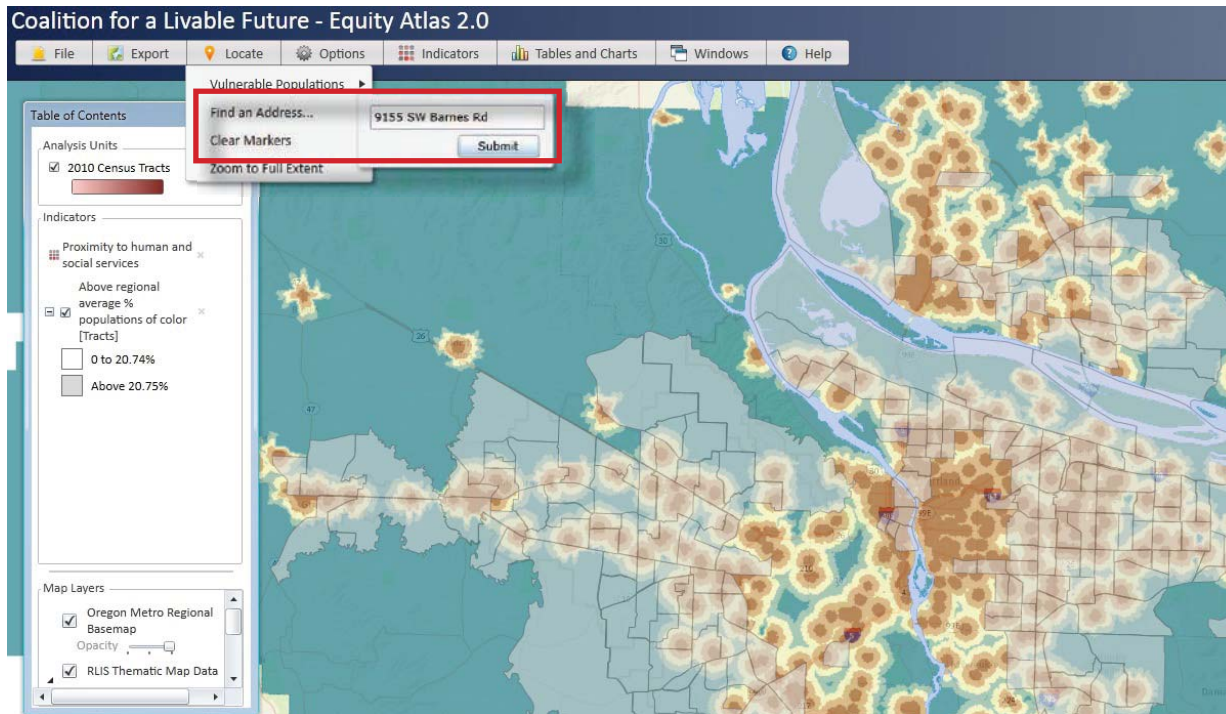 Coalition for a Livable Future - Equity Atlas 2.0
File Export Locate Options Indicators Tables and Charts Windows Help
Vulnerable Populations
Find an Address...
9155 SW Barnes Rd
Clear Markers
Submit
Zoom to Full Extent
Table of Contents
Analysis Units
2010 Census Tracts
Indicators
Proximity to human and
social services
Above regional
average %
populations of color
[Tracts]
0 to 20.74%
Above 20.75%
Map Layers
Oregon Metro Regional
Basemap
Opacity
RLIS Thematic Map Data
30
26
47